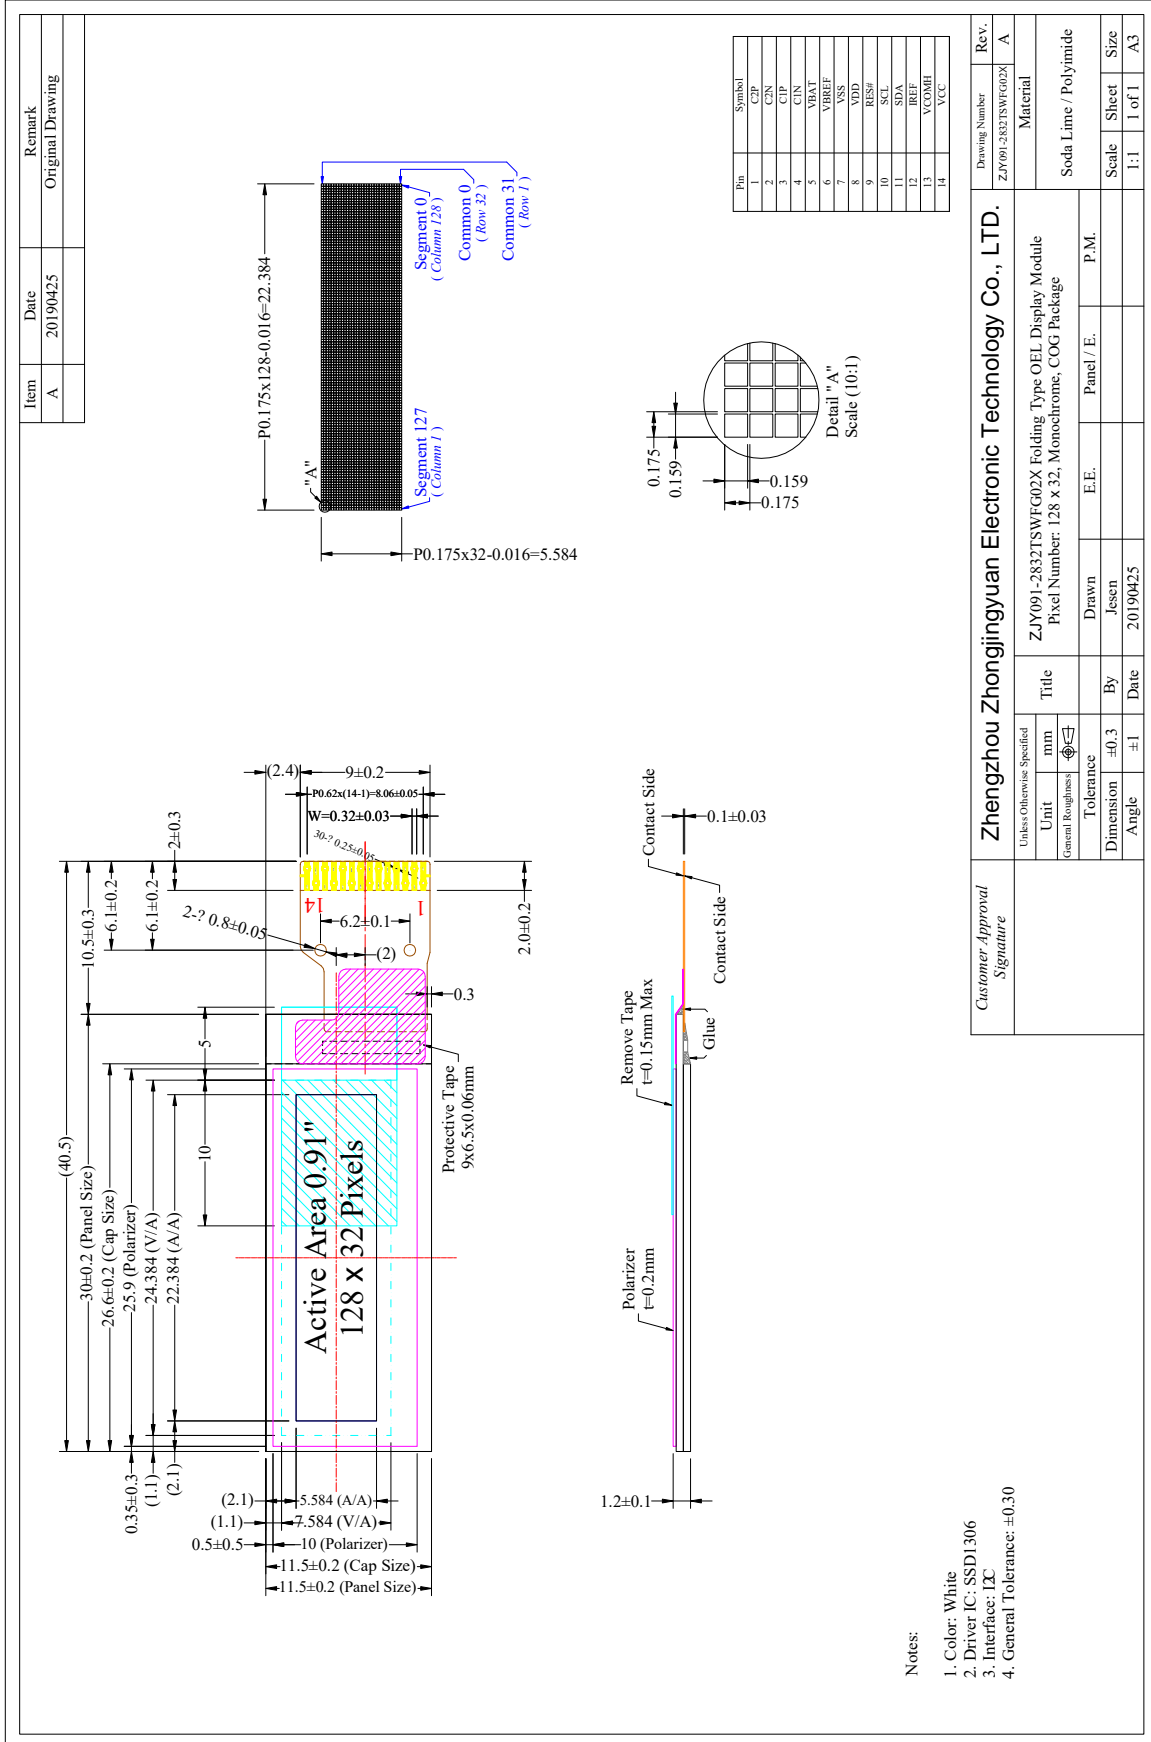 Item Date Remark
A 20190425 Original Drawing
(40.5)
30±0.2 (Panel Size)
10.5±0.3
26.6±0.2 (Cap Size)
6.1±0.2
25.9 (Polarizer)
6.1±0.2
24.384 (V/A)
2±0.3
22.384 (A/A)
0.35±0.3
(1.1)
(2.1)
(2.1)
5.584 (A/A)
(1.1)
7.584 (V/A)
0.5±0.5
10 (Polarizer)
11.5±0.2 (Cap Size)
11.5±0.2 (Panel Size)
5
10
Active Area 0.91"
128 x 32 Pixels
(2.4)
9±0.2
P0.62x(14-1)=8.06±0.05
W=0.32±0.03
30-? 0.25±0.05
2-? 0.8±0.05
14
1
6.2±0.1
(2)
0.3
2.0±0.2
Protective Tape
9x6.5x0.06mm
P0.175x128-0.016=22.384
"A"
P0.175x32-0.016=5.584
Segment 127
( Column 1 )
Segment 0
( Column 128 )
Common 0
( Row 32 )
Common 31
( Row 1 )
0.175
0.159
0.159
0.175
Detail "A"
Scale (10:1)
Polarizer
t=0.2mm
Remove Tape
t=0.15mm Max
Glue
Contact Side
Contact Side
0.1±0.03
1.2±0.1
Pin Symbol
1 C2P
2 C2N
3 C1P
4 C1N
5 VBAT
6 VBREF
7 VSS
8 VDD
9 RES#
10 SCL
11 SDA
12 IREF
13 VCOMH
14 VCC
Notes:
1. Color: White
2. Driver IC: SSD1306
3. Interface: I2C
4. General Tolerance: ±0.30
Customer Approval
Signature
Zhengzhou Zhongjingyuan Electronic Technology Co., LTD.
Drawing Number Rev.
ZJY091-2832TSWFG02X A
Unless Otherwise Specified
Unit mm
General Roughness
Tolerance
Dimension ±0.3
Angle ±1
Title
ZJY091-2832TSWFG02X Folding Type OEL Display Module
Pixel Number: 128 x 32, Monochrome, COG Package
Material
Soda Lime / Polyimide
Drawn E.E. Panel / E. P.M.
By Jesen
Date 20190425
Scale Sheet Size
1:1 1 of 1 A3